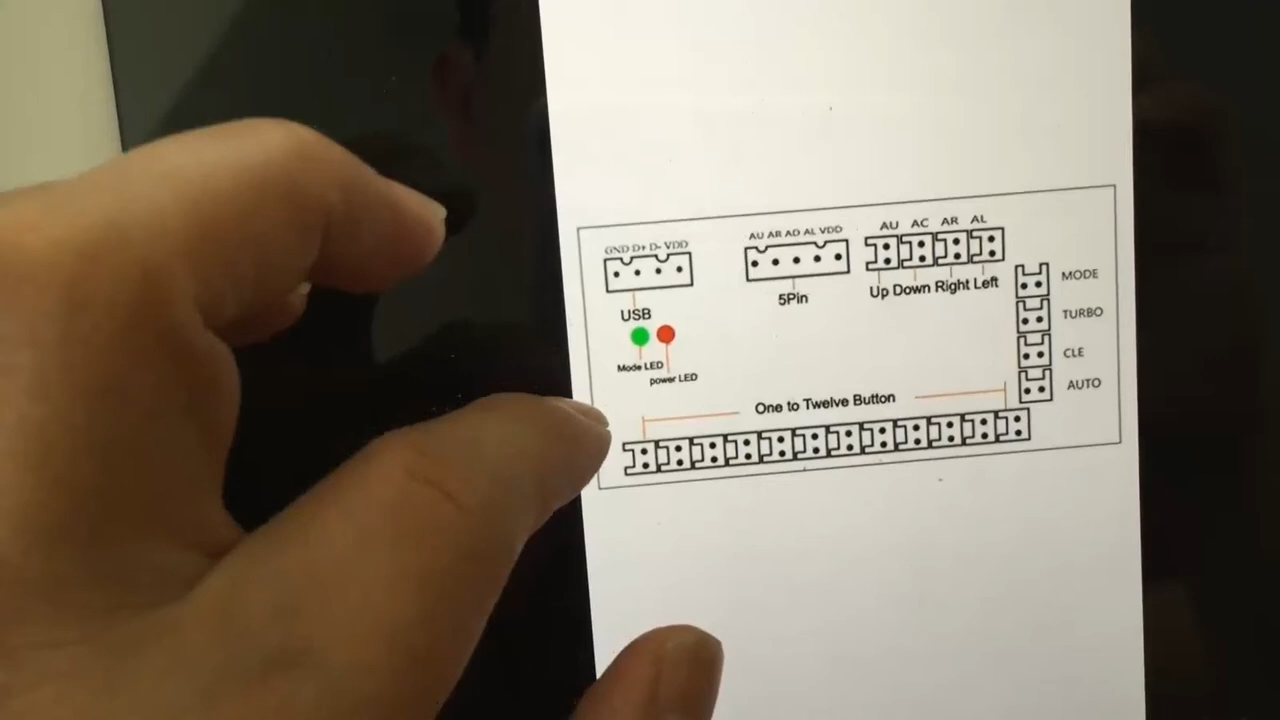 GND D+ D- VDD
USB
Mode LED
power LED
AU AR AD AL VDD
5Pin
AU AC AR AL
Up Down Right Left
MODE
TURBO
CLE
AUTO
One to Twelve Button